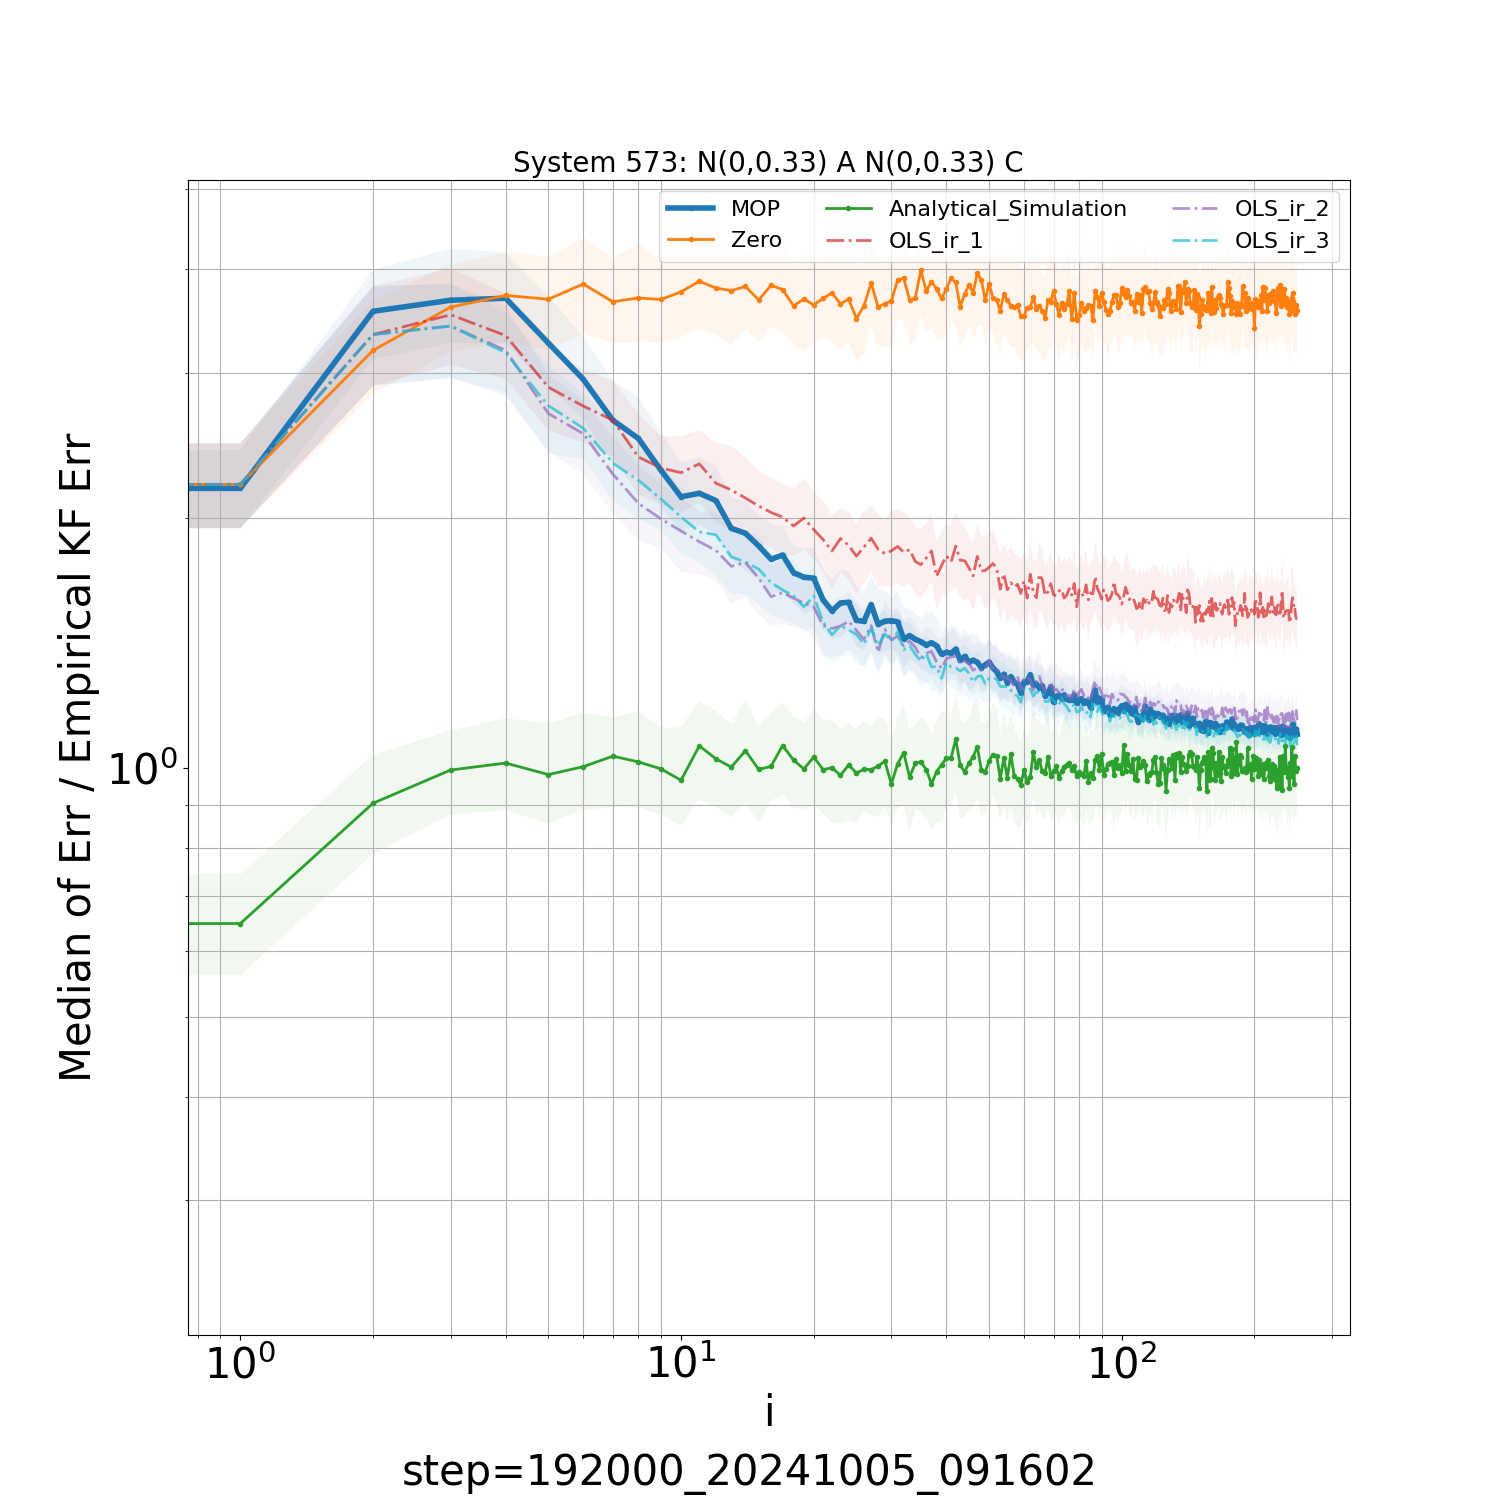 System 573: N(0,0.33) A N(0,0.33) C
MOP
Zero
Analytical_Simulation
OLS_ir_1
OLS_ir_2
OLS_ir_3
Median of Err / Empirical KF Err
10⁰
10⁰ 10¹ 10²
i
step=192000_20241005_091602